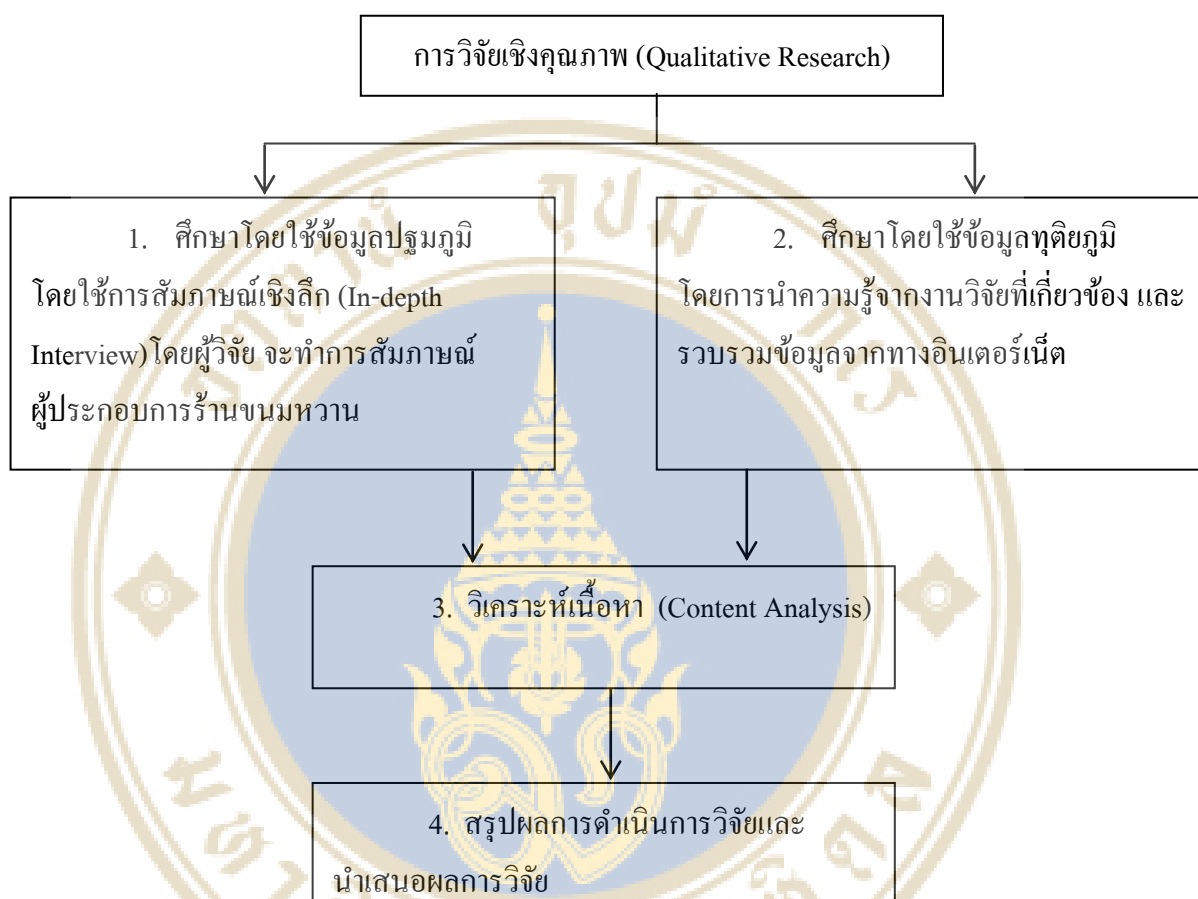 การวิจัยเชิงคุณภาพ (Qualitative Research)
1. ศึกษาโดยใช้ข้อมูลปฐมภูมิ
โดยใช้การสัมภาษณ์เชิงลึก (In-depth
Interview)โดยผู้วิจัย จะทำการสัมภาษณ์
ผู้ประกอบการร้านขนมหวาน
2. ศึกษาโดยใช้ข้อมูลทุติยภูมิ
โดยการนำความรู้จากงานวิจัยที่เกี่ยวข้อง และ
รวบรวมข้อมูลจากทางอินเตอร์เน็ต
3. วิเคราะห์เนื้อหา (Content Analysis)
4. สรุปผลการดำเนินการวิจัยและ
นำเสนอผลการวิจัย